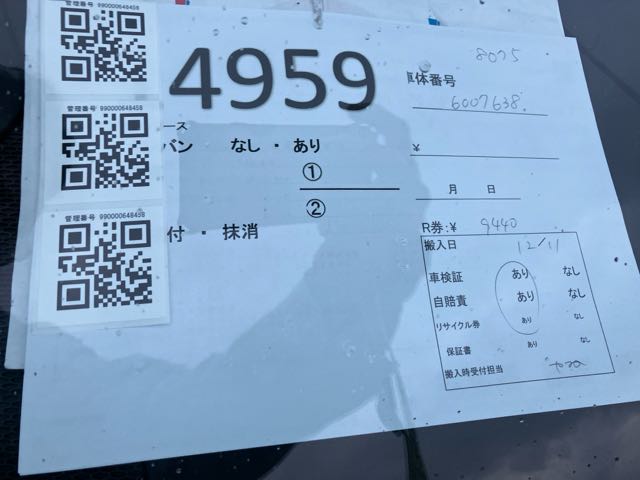 管理番号 990000648458
管理番号 990000648458
管理番号 990000648458
4959
8075
車体番号
6007638.
ース
バン なし ・ あり
①
②
¥
月 日
付 ・ 抹消
R券:¥ 9440
搬入日 12/11
車検証 あり なし
自賠責 あり なし
リサイクル券 あり なし
保証書 あり なし
搬入時受付担当